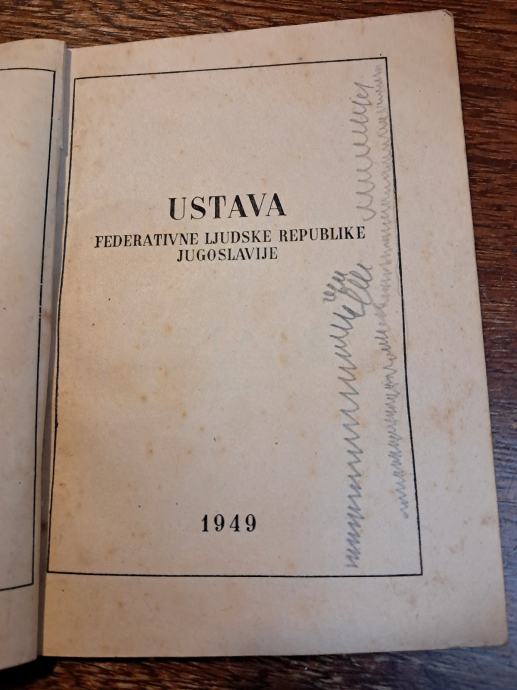 USTAVA
FEDERATIVNE LJUDSKE REPUBLIKE
JUGOSLAVIJE
1949